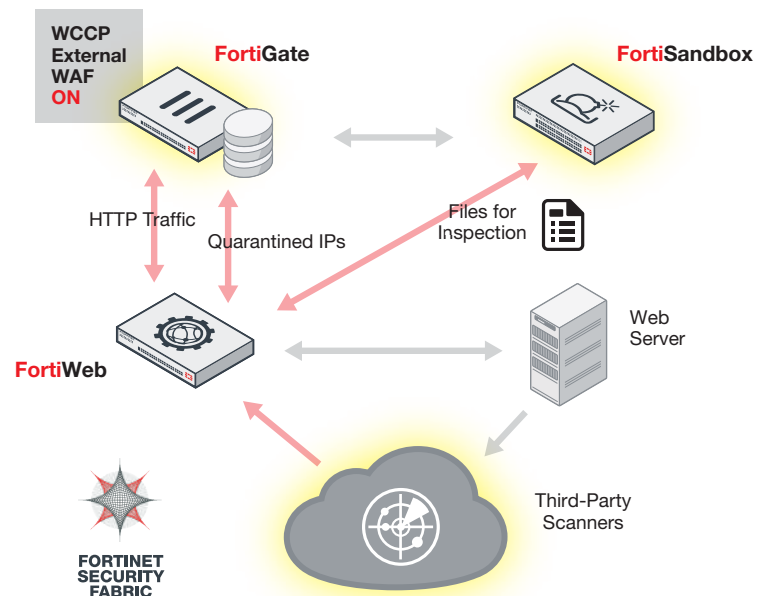 WCCP
External
WAF
ON
FortiGate
FortiSandbox
HTTP Traffic
Quarantined IPs
Files for
Inspection
FortiWeb
Web
Server
Third-Party
Scanners
FORTINET
SECURITY
FABRIC